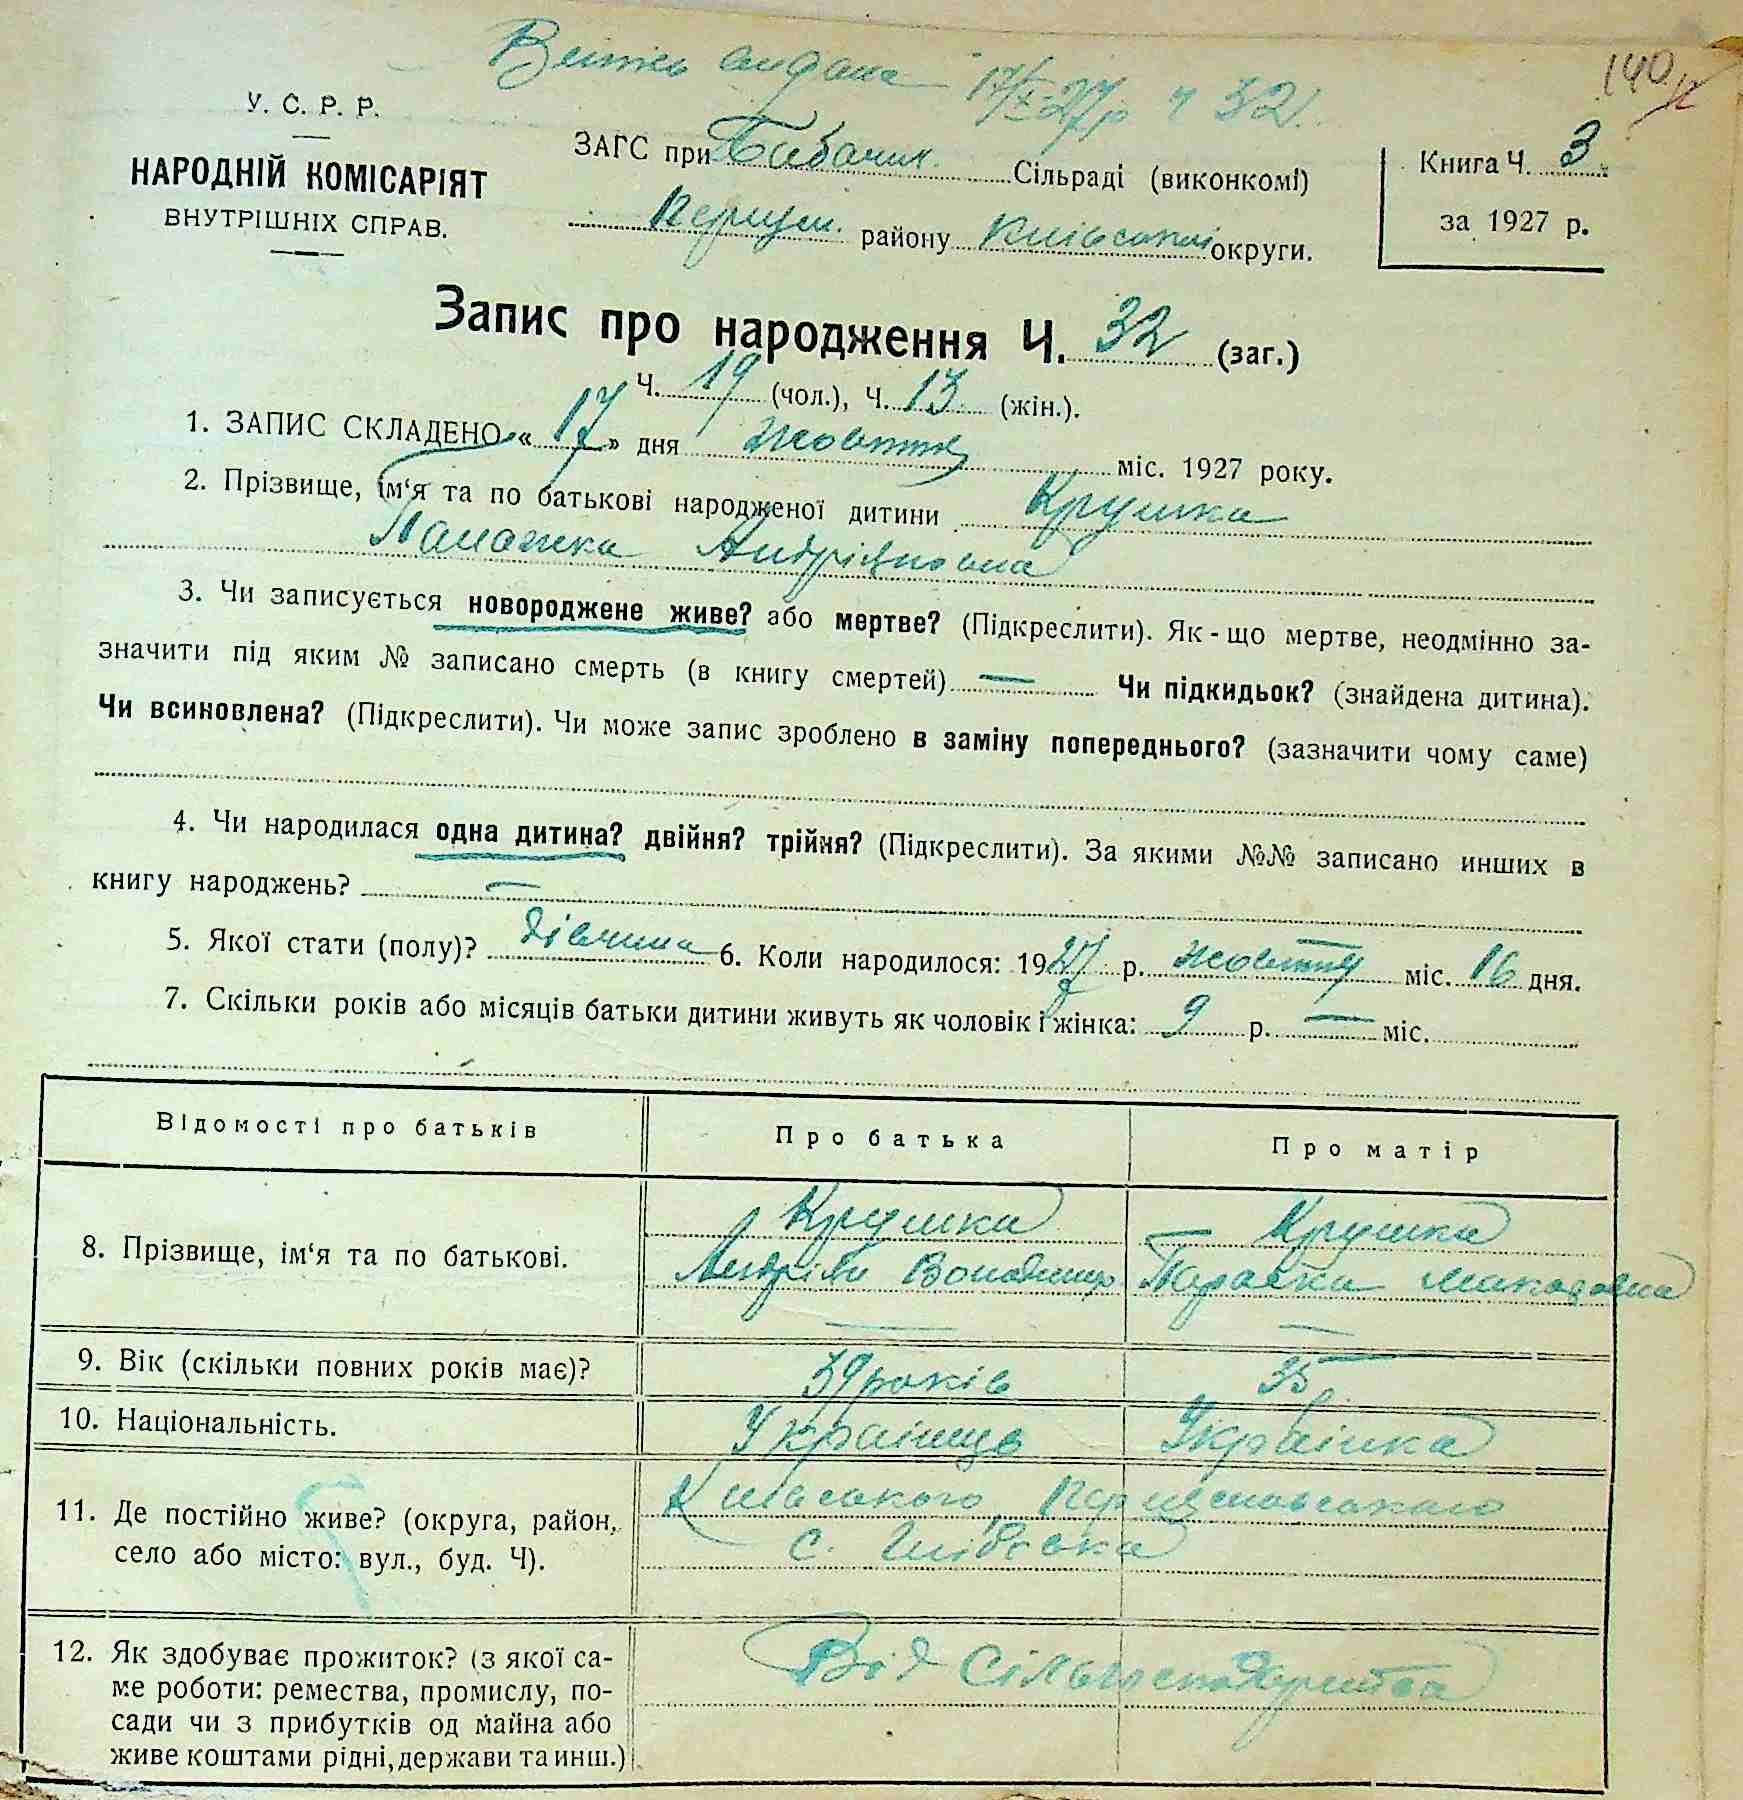 140
У. С. Р. Р.
НАРОДНІЙ КОМІСАРІЯТ
ВНУТРІШНІХ СПРАВ.
ЗАГС при Сільраді (виконкомі)
району Київської округи.
Книга Ч. 3
за 1927 р.
Запис про народження Ч. 32 (заг.)
Ч. 19 (чол.), Ч. 13 (жін.).
1. ЗАПИС СКЛАДЕНО « 17 » дня жовтня міс. 1927 року.
2. Прізвище, ім‘я та по батькові народженої дитини Крушка
Палажка Андріївна
3. Чи записується новороджене живе? або мертве? (Підкреслити). Як - що мертве, неодмінно за-
значити під яким № записано смерть (в книгу смертей) — Чи підкидьок? (знайдена дитина).
Чи всиновлена? (Підкреслити). Чи може запис зроблено в заміну попереднього? (зазначити чому саме)
4. Чи народилася одна дитина? двійня? трійня? (Підкреслити). За якими №№ записано инших в
книгу народжень? —
5. Якої стати (полу)? дівчина 6. Коли народилося: 1927 р. жовтня міс. 16 дня.
7. Скільки років або місяців батьки дитини живуть як чоловік і жінка: 9 р. — міс.
Відомості про батьків Про батька Про матір
8. Прізвище, ім‘я та по батькові.
Крушка Крушка
Андрій Параска
9. Вік (скільки повних років має)? 39 років 35 р.
10. Національність. Українець Українка
11. Де постійно живе? (округа, район,
село або місто: вул., буд. Ч).
Київського,
с.
12. Як здобуває прожиток? (з якої са-
ме роботи: ремества, промислу, по-
сади чи з прибутків од майна або
живе коштами рідні, держави та инш.)
Від